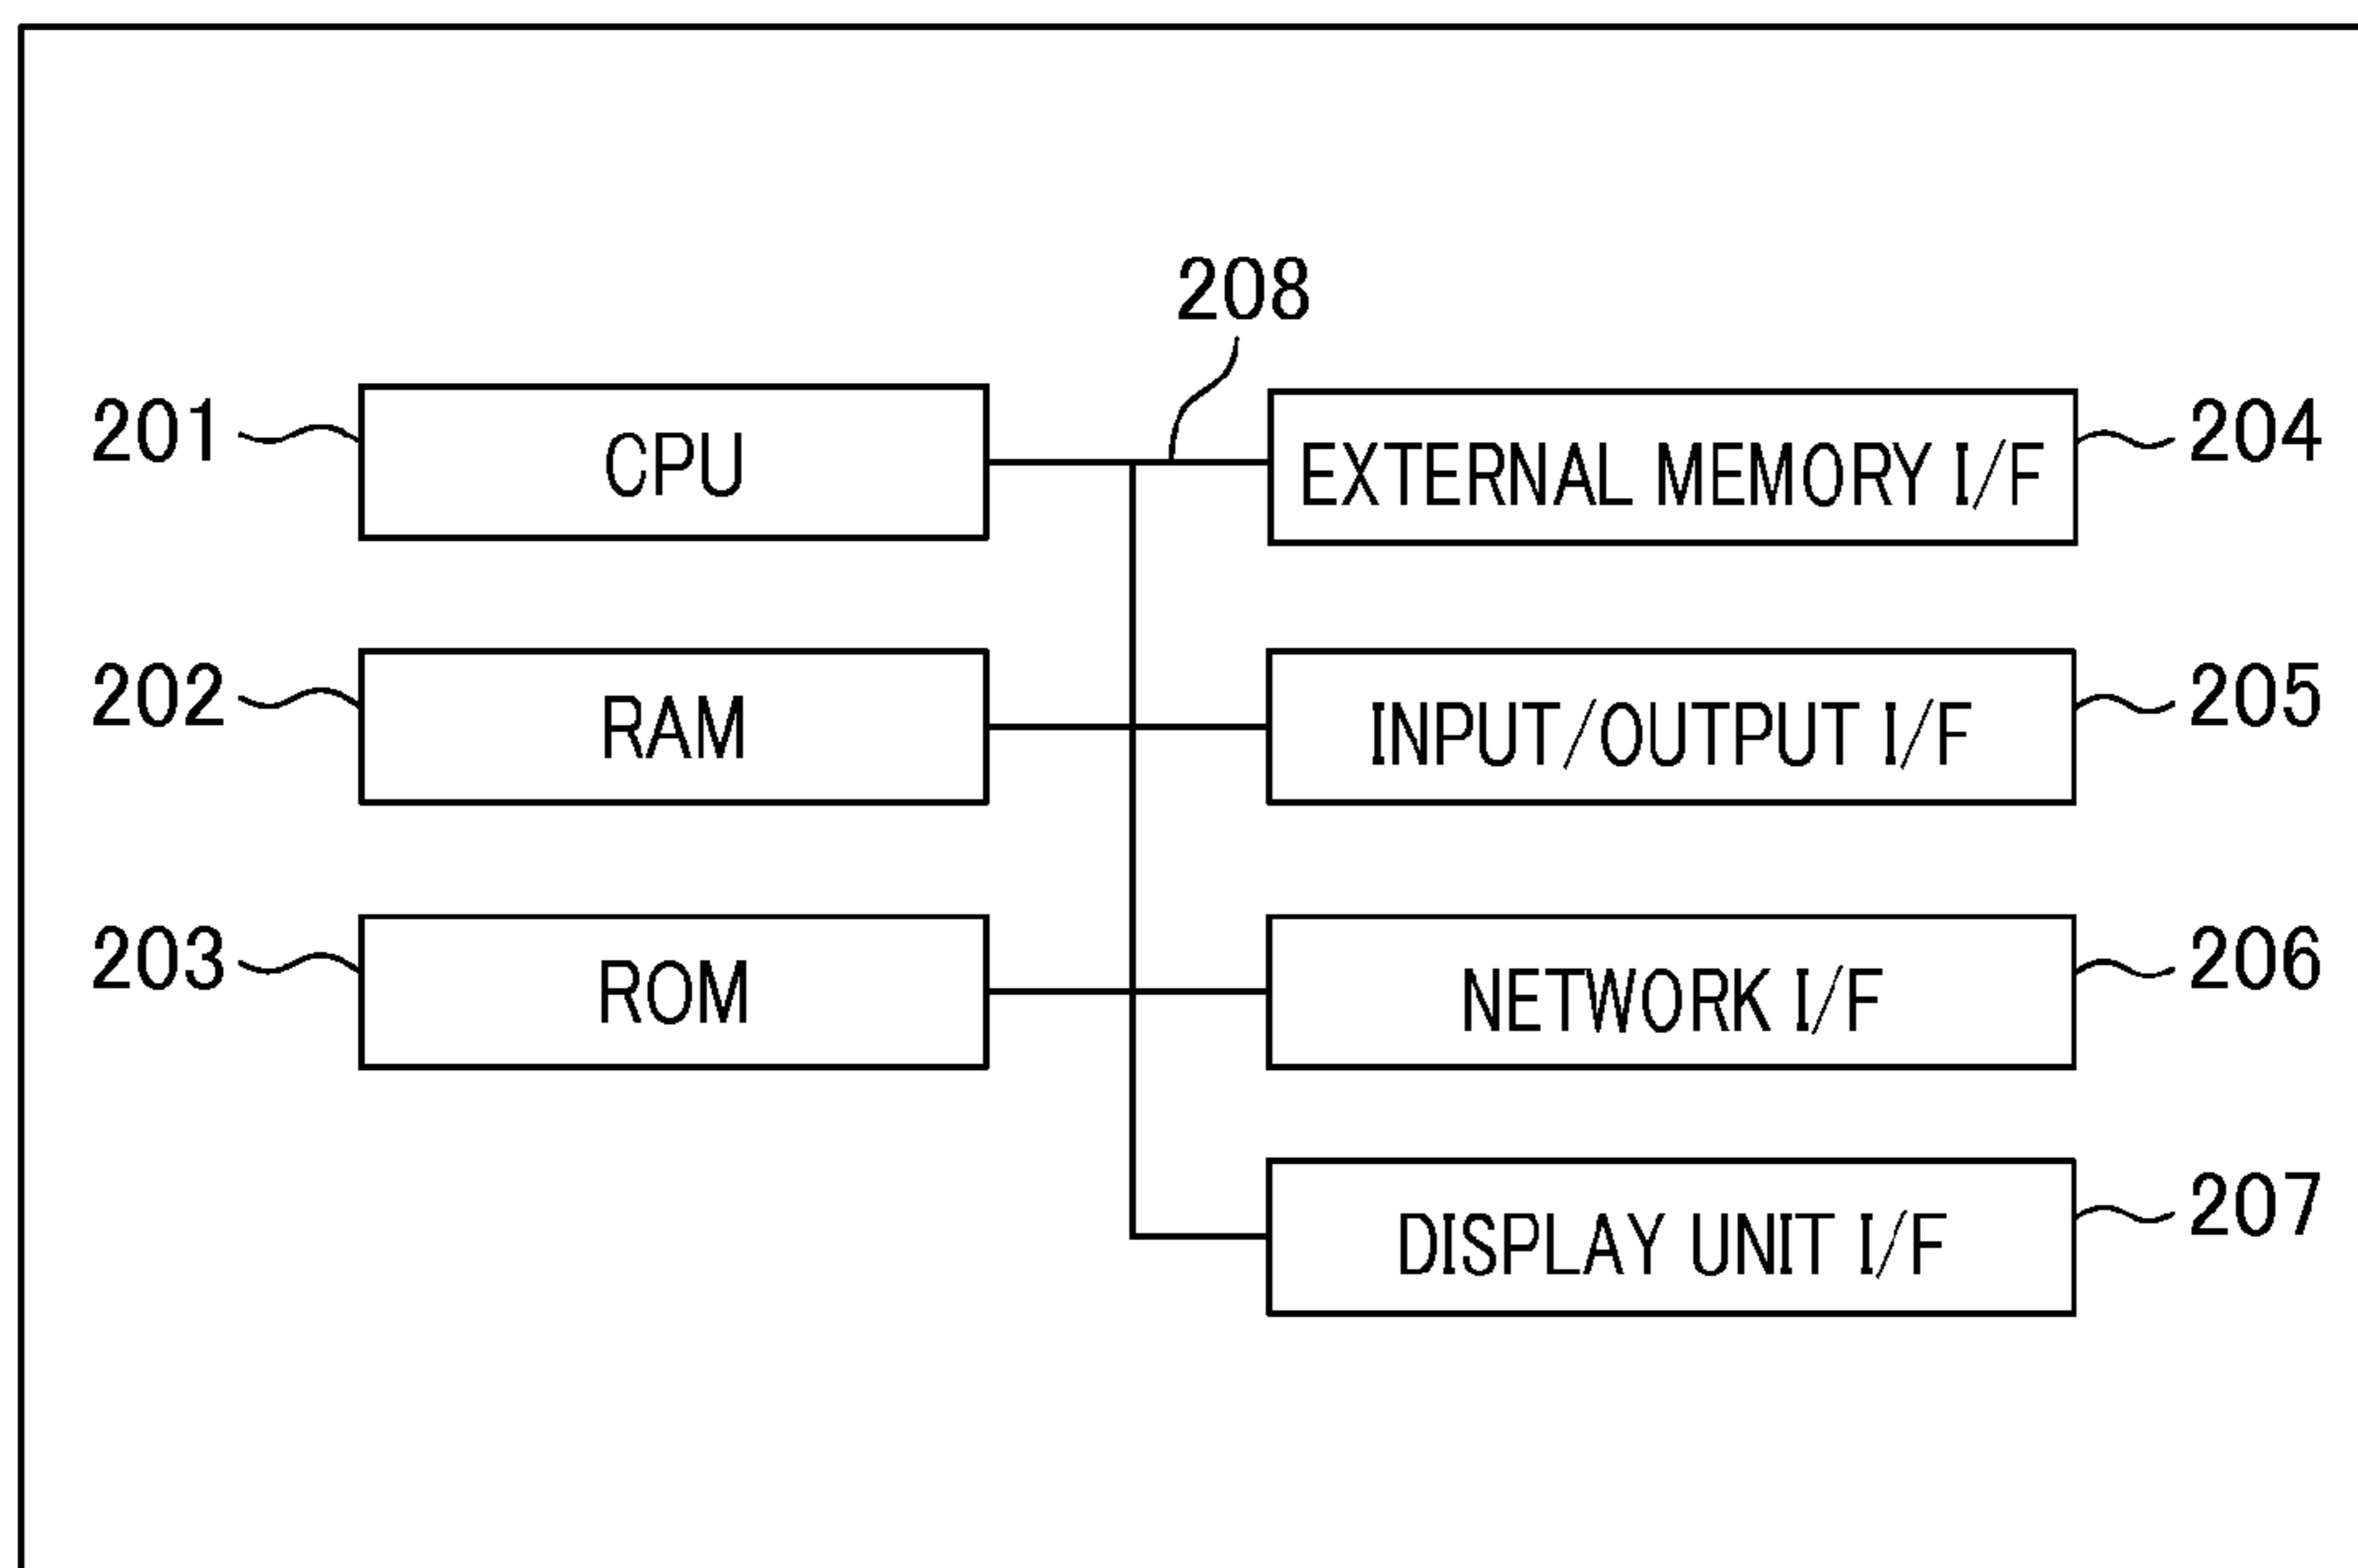 208
201
CPU
EXTERNAL MEMORY I/F
204
202
RAM
INPUT/OUTPUT I/F
205
203
ROM
NETWORK I/F
206
DISPLAY UNIT I/F
207